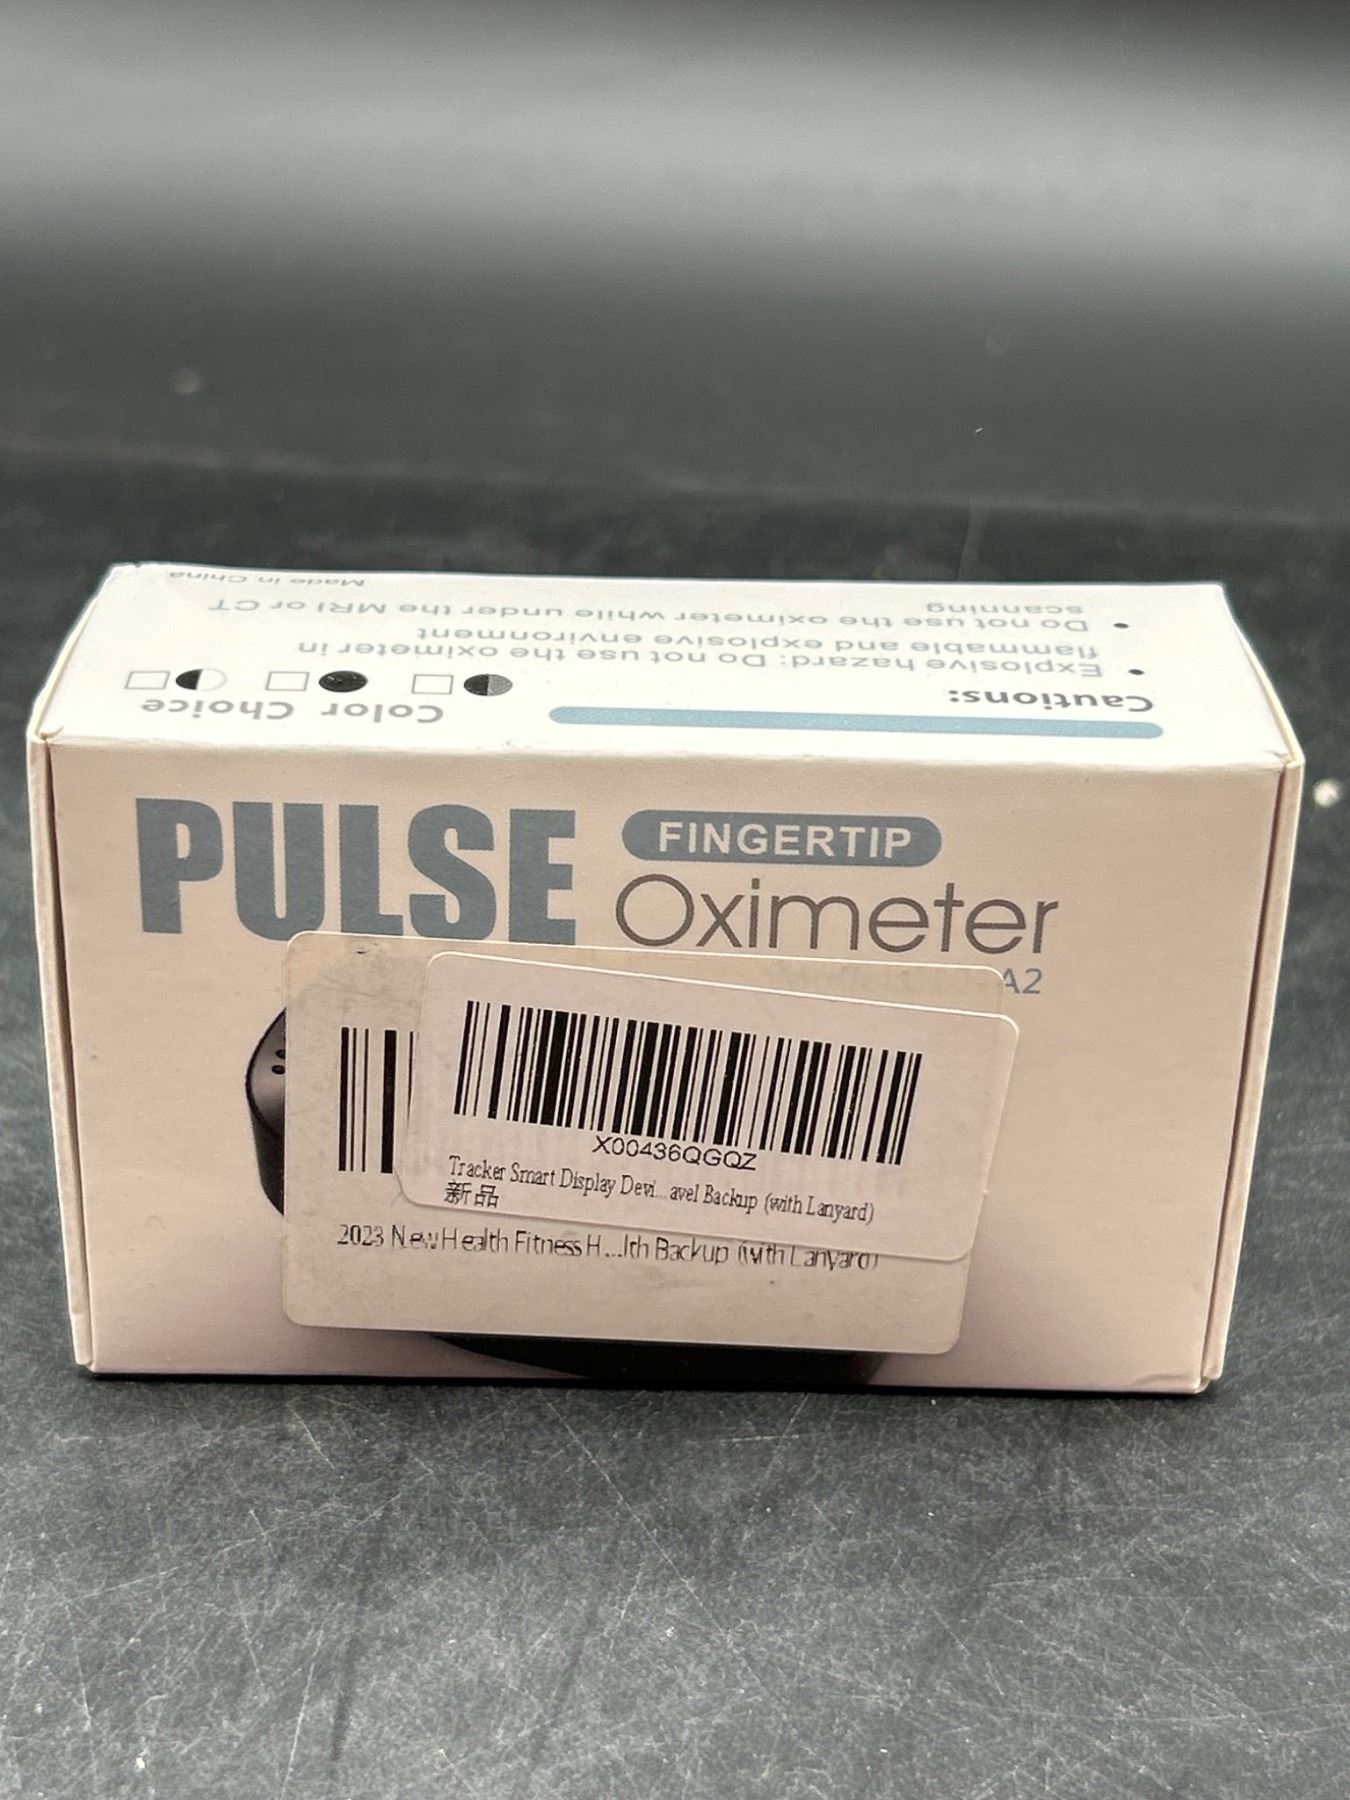 Cautions:
• Explosive hazard: Do not use the oximeter in
flammable and explosive environment
• Do not use the oximeter while under the MRI or CT
scanning
Color Choice
Made in China
PULSE
FINGERTIP
Oximeter
A2
X00436QGQZ
Tracker Smart Display Devi...avel Backup (with Lanyard)
新品
2023 New Health Fitness H...lth Backup (with Lanyard)